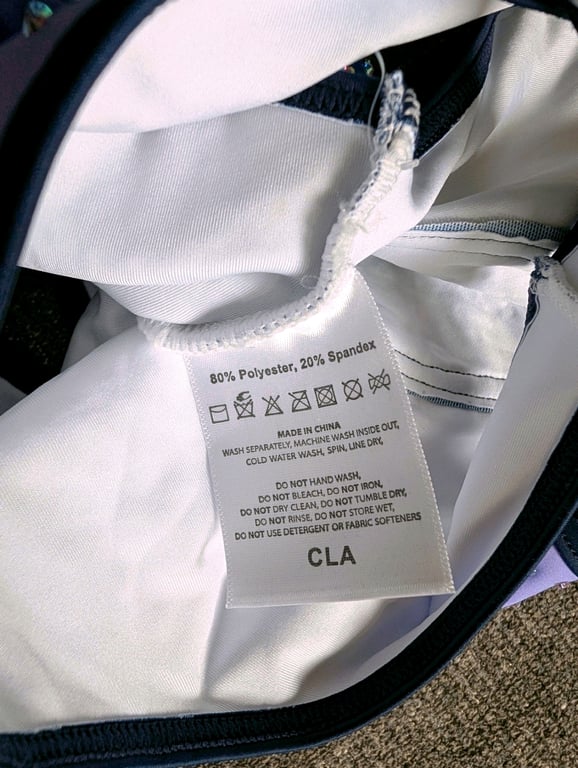 80% Polyester, 20% Spandex
MADE IN CHINA
WASH SEPARATELY, MACHINE WASH INSIDE OUT,
COLD WATER WASH, SPIN, LINE DRY,
DO NOT HAND WASH,
DO NOT BLEACH, DO NOT IRON,
DO NOT DRY CLEAN, DO NOT TUMBLE DRY,
DO NOT RINSE, DO NOT STORE WET,
DO NOT USE DETERGENT OR FABRIC SOFTENERS
CLA